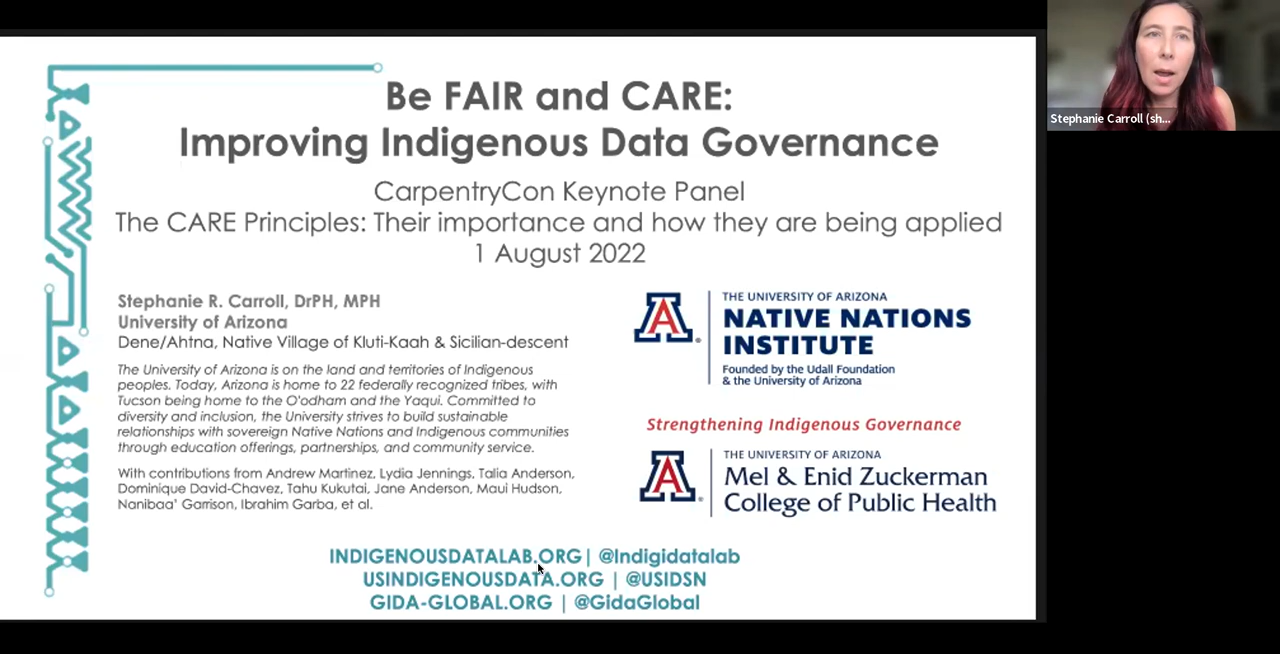 Be FAIR and CARE:
Improving Indigenous Data Governance
CarpentryCon Keynote Panel
The CARE Principles: Their importance and how they are being applied
1 August 2022
Stephanie R. Carroll, DrPH, MPH
University of Arizona
Dene/Ahtna, Native Village of Kluti-Kaah & Sicilian-descent
The University of Arizona is on the land and territories of Indigenous
peoples. Today, Arizona is home to 22 federally recognized tribes, with
Tucson being home to the O'odham and the Yaqui. Committed to
diversity and inclusion, the University strives to build sustainable
relationships with sovereign Native Nations and Indigenous communities
through education offerings, partnerships, and community service.
With contributions from Andrew Martinez, Lydia Jennings, Talia Anderson,
Dominique David-Chavez, Tahu Kukutai, Jane Anderson, Maui Hudson,
Nanibaa' Garrison, Ibrahim Garba, et al.
A
THE UNIVERSITY OF ARIZONA
NATIVE NATIONS
INSTITUTE
Founded by the Udall Foundation
& the University of Arizona
Strengthening Indigenous Governance
A
THE UNIVERSITY OF ARIZONA
Mel & Enid Zuckerman
College of Public Health
INDIGENOUSDATALAB.ORG| @Indigidatalab
USINDIGENOUSDATA.ORG | @USIDSN
GIDA-GLOBAL.ORG | @GidaGlobal
Stephanie Carroll (sh...